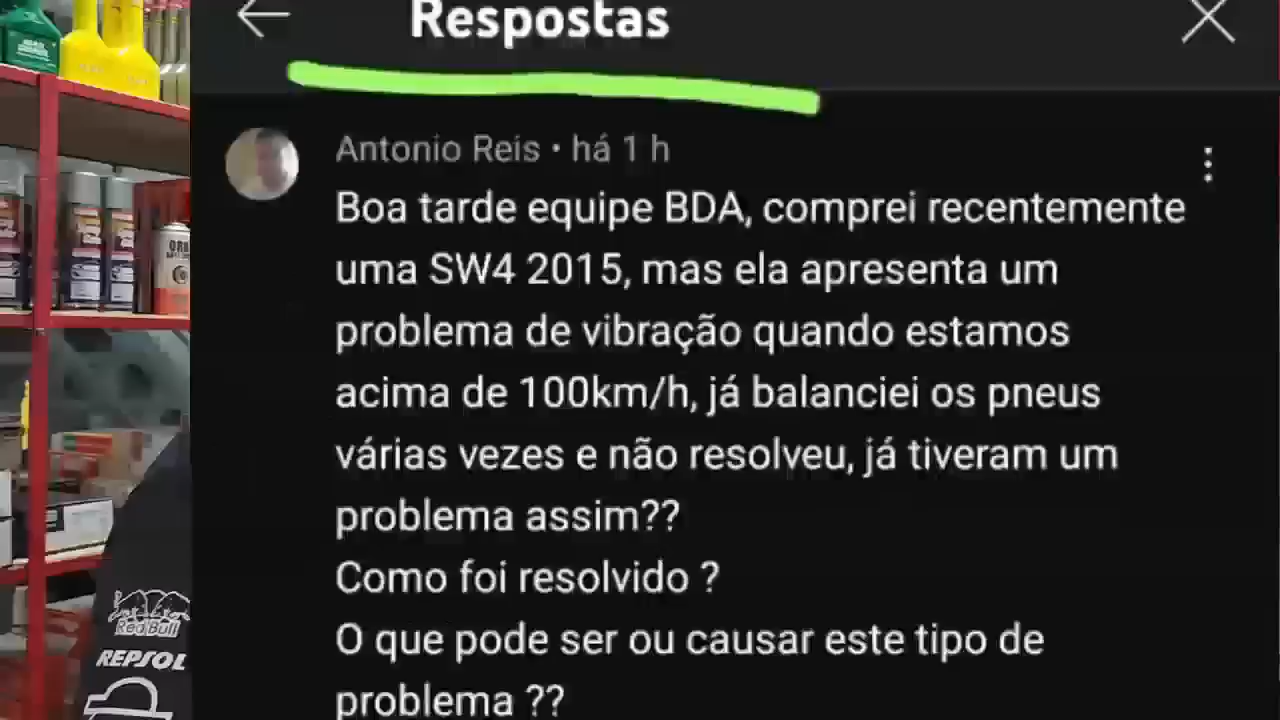 Respostas
Antonio Reis • há 1 h
Boa tarde equipe BDA, comprei recentemente
uma SW4 2015, mas ela apresenta um
problema de vibração quando estamos
acima de 100km/h, já balanciei os pneus
várias vezes e não resolveu, já tiveram um
problema assim??
Como foi resolvido ?
O que pode ser ou causar este tipo de
problema ??
ORB
Red Bull
REPSOL